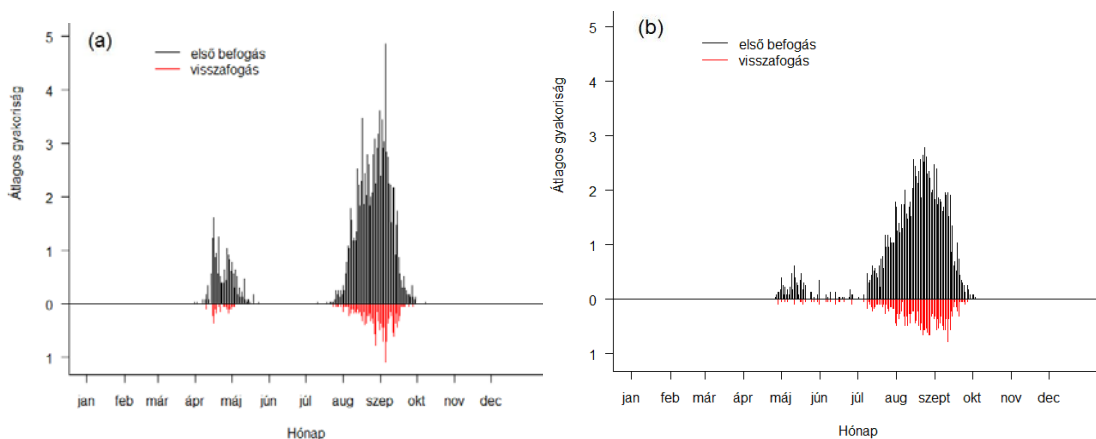 (a)
első befogás
visszafogás
Átlagos gyakoriság
5
4
3
2
1
0
1
jan feb már ápr máj jún júl aug szep okt nov dec
Hónap
(b)
első befogás
visszafogás
Átlagos gyakoriság
5
4
3
2
1
0
1
jan feb már ápr máj jún júl aug szept okt nov dec
Hónap